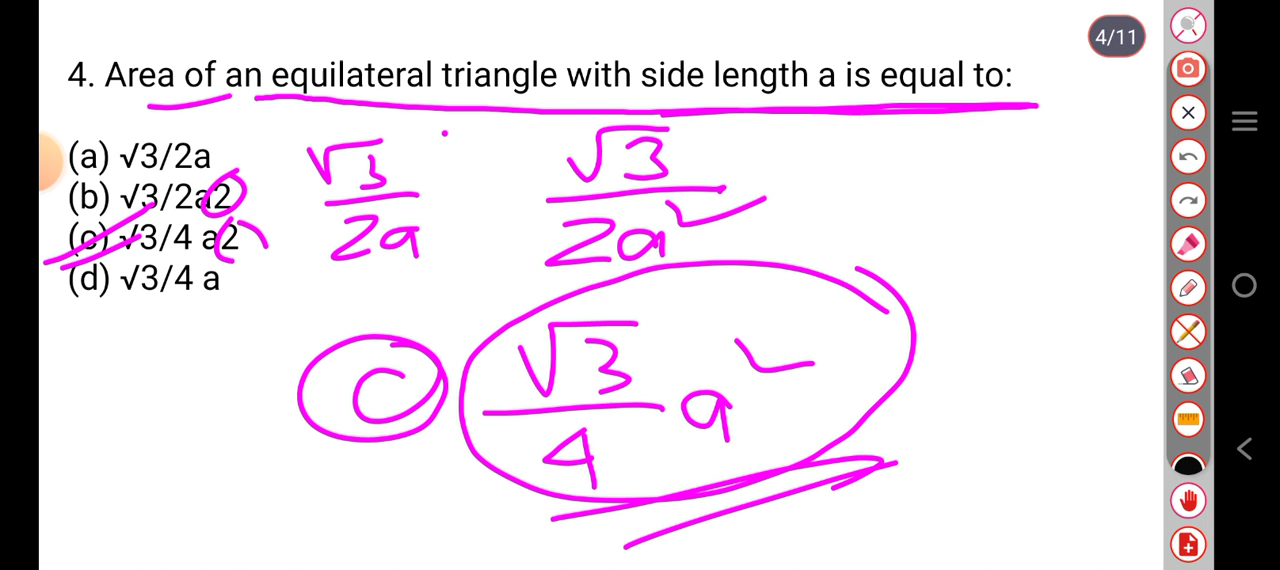 4/11
4. Area of an equilateral triangle with side length a is equal to:
(a) √3/2a
(b) √3/2a2
(c) √3/4 a2
(d) √3/4 a
√3/2a
√3/2a²
C
√3/4 a²